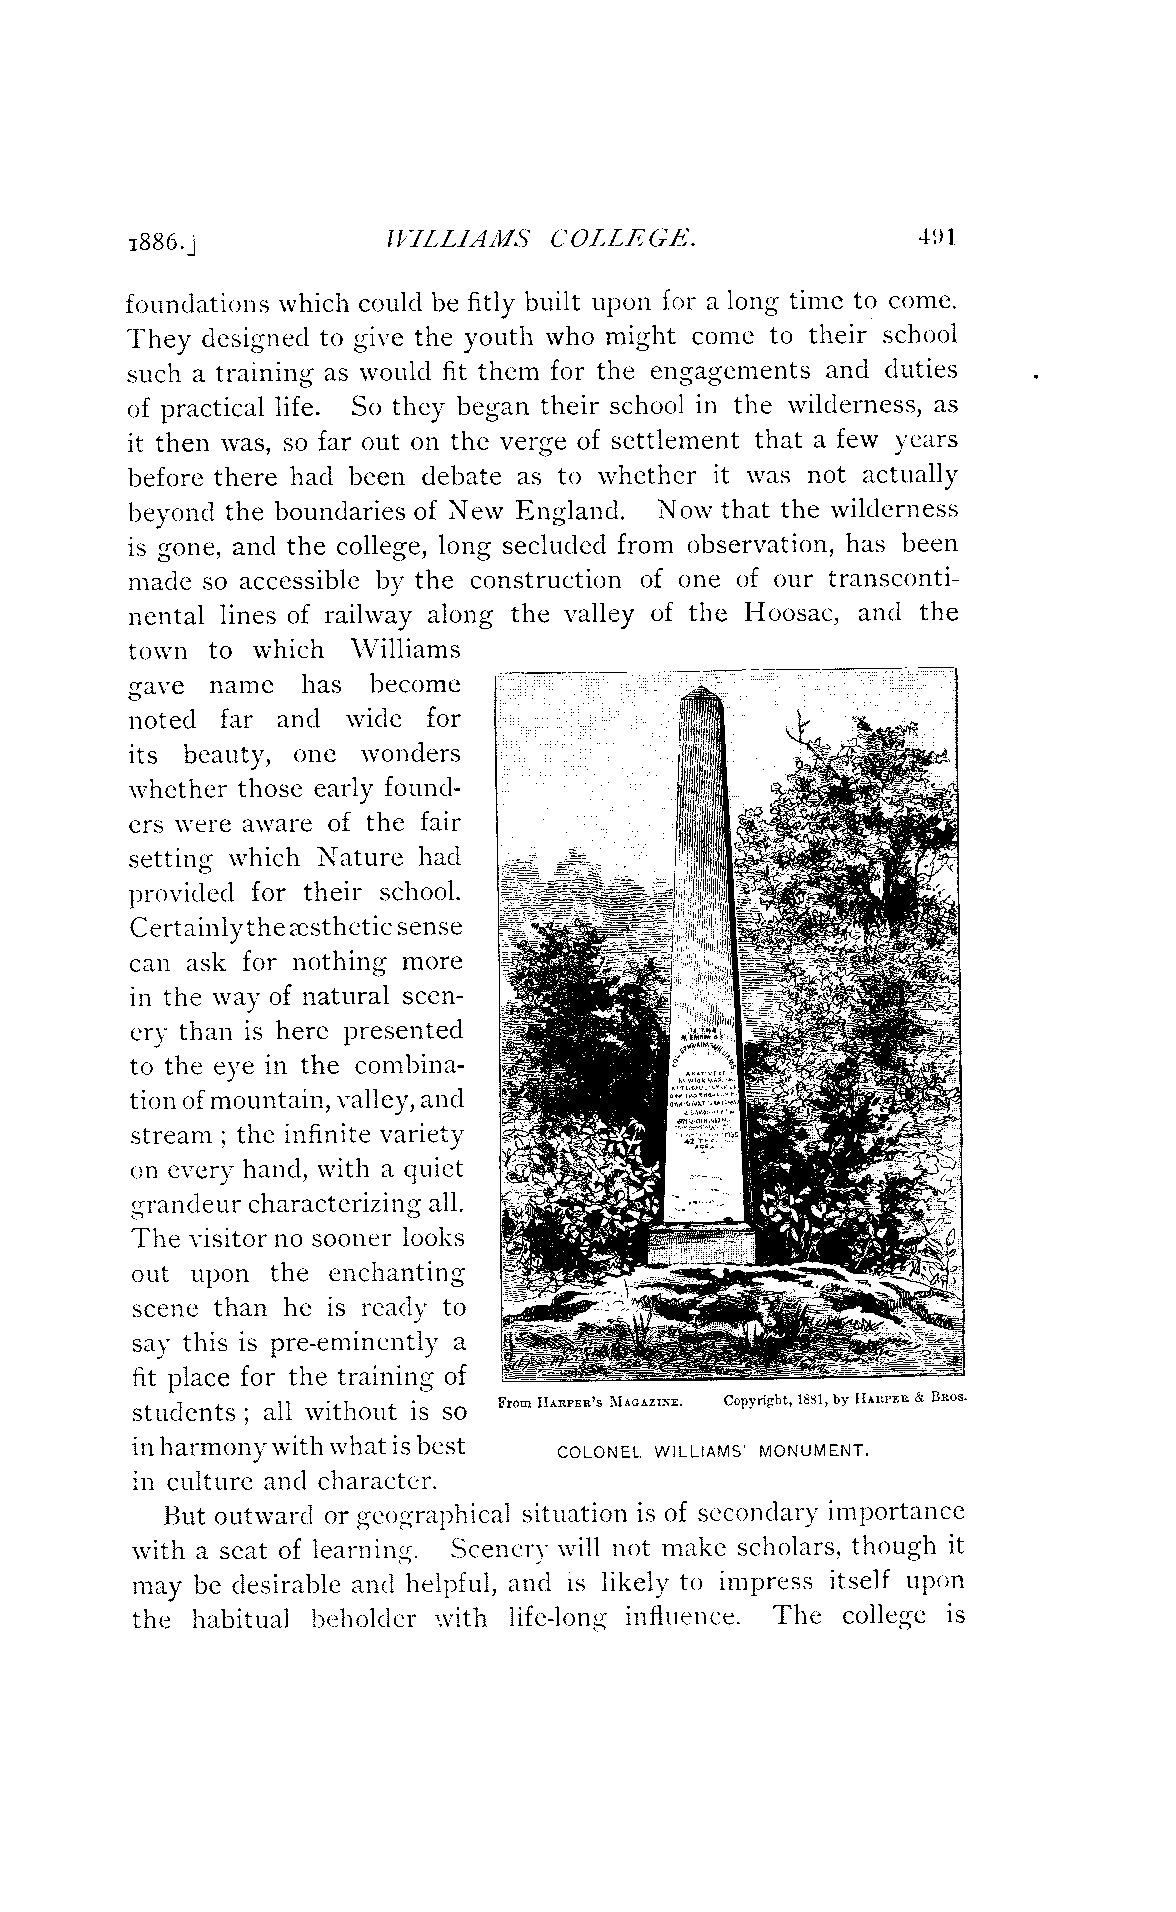 1886.]
WILLIAMS COLLEGE.
491
foundations which could be fitly built upon for a long time to come.
They designed to give the youth who might come to their school
such a training as would fit them for the engagements and duties
of practical life. So they began their school in the wilderness, as
it then was, so far out on the verge of settlement that a few years
before there had been debate as to whether it was not actually
beyond the boundaries of New England. Now that the wilderness
is gone, and the college, long secluded from observation, has been
made so accessible by the construction of one of our transconti-
nental lines of railway along the valley of the Hoosac, and the
town to which Williams
gave name has become
noted far and wide for
its beauty, one wonders
whether those early found-
ers were aware of the fair
setting which Nature had
provided for their school.
Certainly the æsthetic sense
can ask for nothing more
in the way of natural scen-
ery than is here presented
to the eye in the combina-
tion of mountain, valley, and
stream ; the infinite variety
on every hand, with a quiet
grandeur characterizing all.
The visitor no sooner looks
out upon the enchanting
scene than he is ready to
say this is pre-eminently a
fit place for the training of
students ; all without is so
in harmony with what is best
in culture and character.
From HARPER'S MAGAZINE. Copyright, 1881, by HARPER & BROS.
COLONEL WILLIAMS' MONUMENT.
But outward or geographical situation is of secondary importance
with a seat of learning. Scenery will not make scholars, though it
may be desirable and helpful, and is likely to impress itself upon
the habitual beholder with life-long influence. The college is